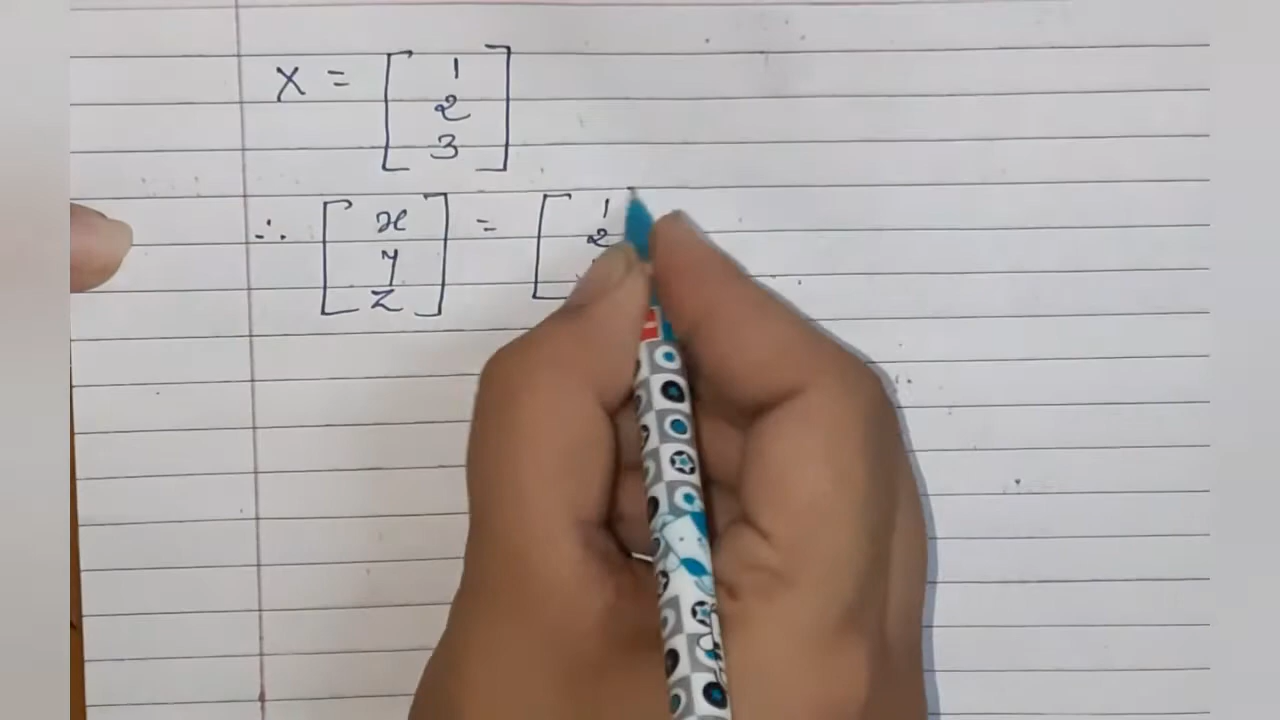 X = [ 1
2
3 ]
∴ [ x
y
z ] = [ 1
2